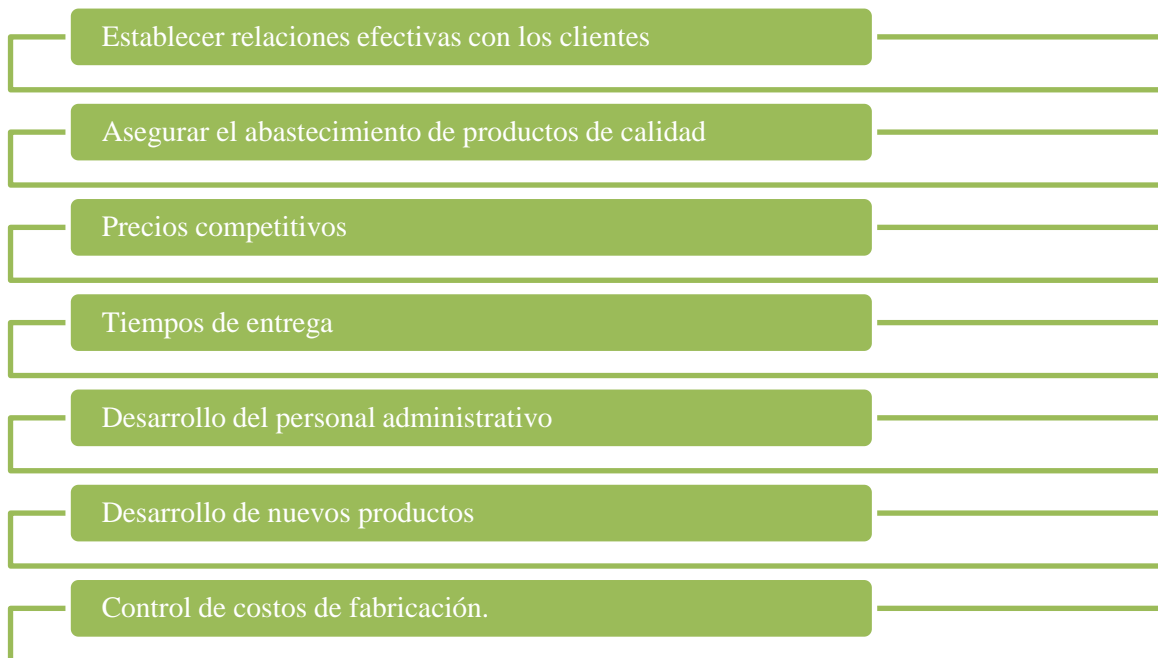 Establecer relaciones efectivas con los clientes
Asegurar el abastecimiento de productos de calidad
Precios competitivos
Tiempos de entrega
Desarrollo del personal administrativo
Desarrollo de nuevos productos
Control de costos de fabricación.